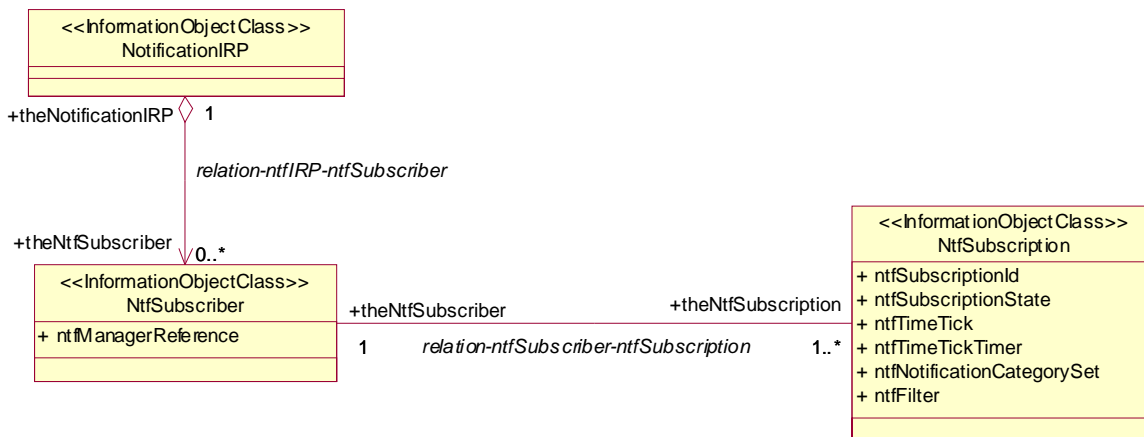 <<InformationObjectClass>>
NotificationIRP
+theNotificationIRP
1
relation-ntfIRP-ntfSubscriber
+theNtfSubscriber
0..*
<<InformationObjectClass>>
NtfSubscriber
+ ntfManagerReference
+theNtfSubscriber
+theNtfSubscription
1
relation-ntfSubscriber-ntfSubscription
1..*
<<InformationObjectClass>>
NtfSubscription
+ ntfSubscriptionId
+ ntfSubscriptionState
+ ntfTimeTick
+ ntfTimeTickTimer
+ ntfNotificationCategorySet
+ ntfFilter